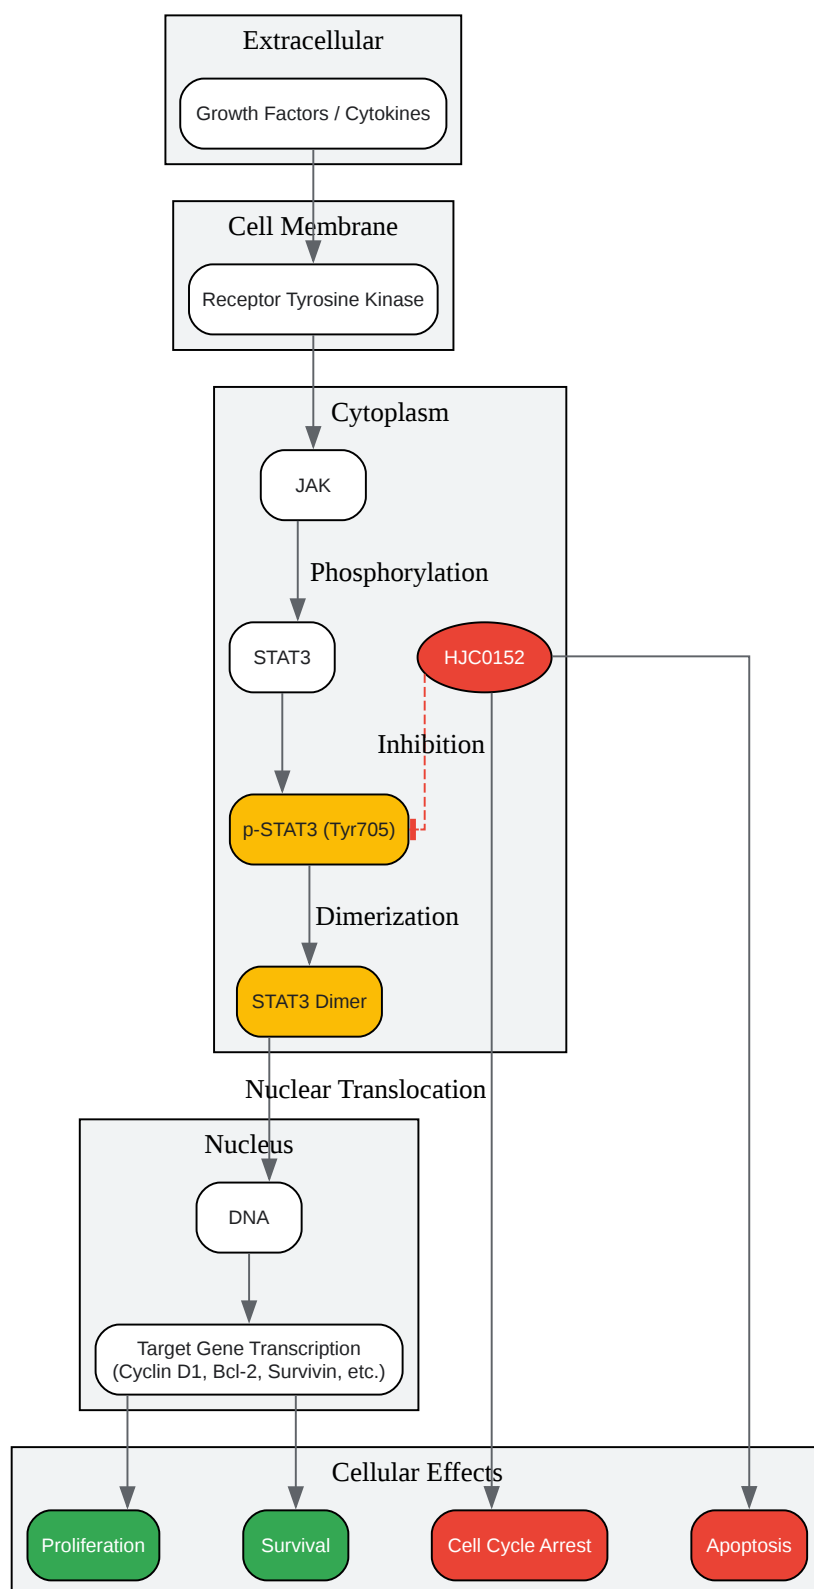 Extracellular
Growth Factors / Cytokines
Cell Membrane
Receptor Tyrosine Kinase
Cytoplasm
JAK
Phosphorylation
STAT3
HJC0152
Inhibition
p-STAT3 (Tyr705)
Dimerization
STAT3 Dimer
Nuclear Translocation
Nucleus
DNA
Target Gene Transcription
(Cyclin D1, Bcl-2, Survivin, etc.)
Cellular Effects
Proliferation
Survival
Cell Cycle Arrest
Apoptosis